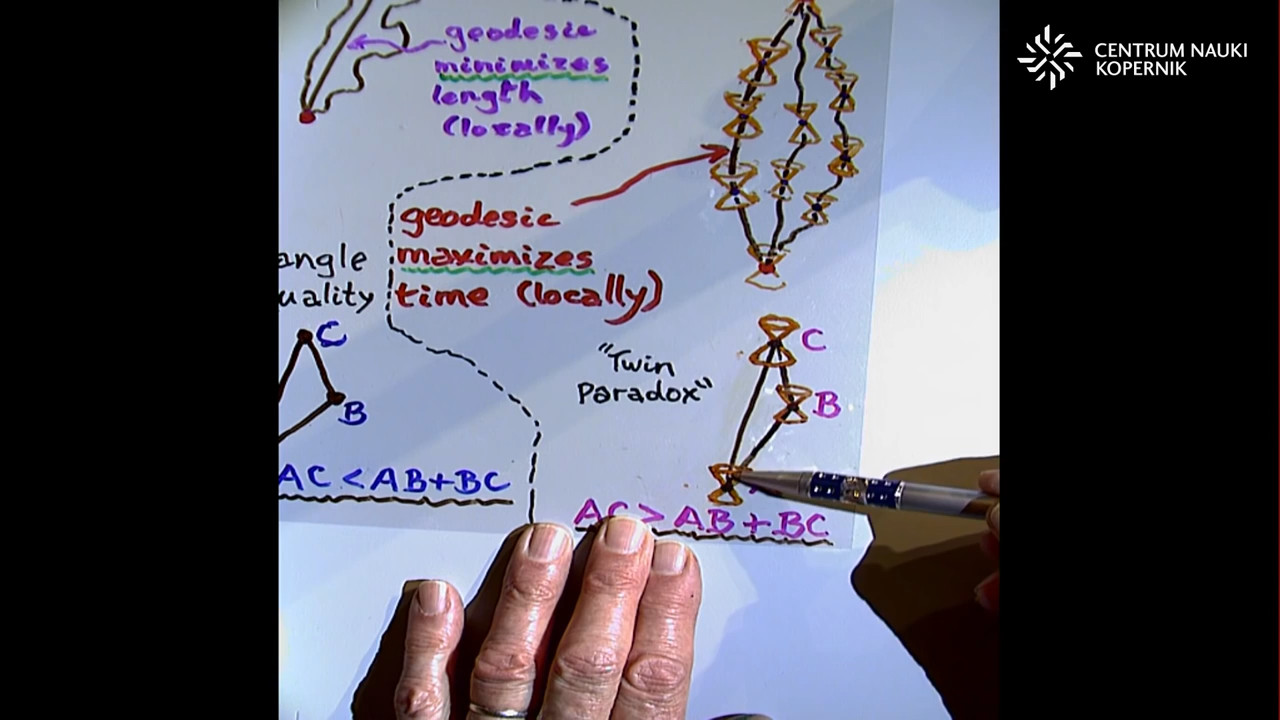 CENTRUM NAUKI
KOPERNIK
geodesic
minimizes
length
(locally)
geodesic
maximizes
time (locally)
angle
uality
C
B
AC < AB+BC
"Twin
Paradox"
C
B
AC > AB + BC